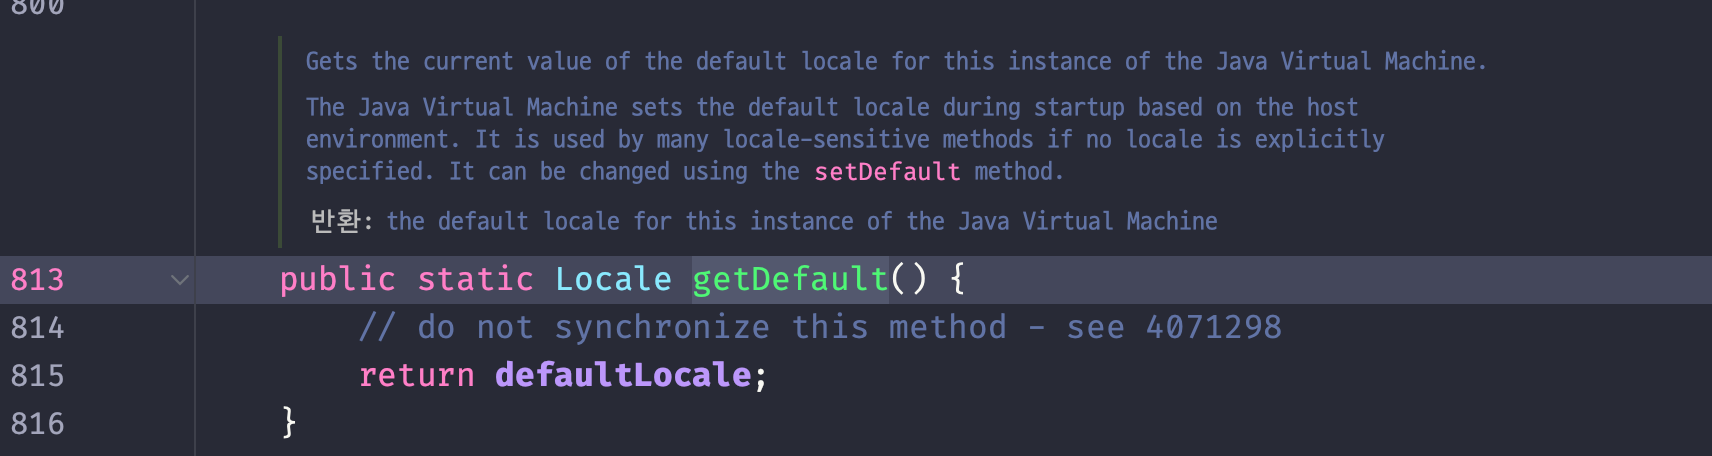 800
Gets the current value of the default locale for this instance of the Java Virtual Machine.
The Java Virtual Machine sets the default locale during startup based on the host
environment. It is used by many locale-sensitive methods if no locale is explicitly
specified. It can be changed using the setDefault method.
반환: the default locale for this instance of the Java Virtual Machine
813 public static Locale getDefault() {
814 // do not synchronize this method - see 4071298
815 return defaultLocale;
816 }